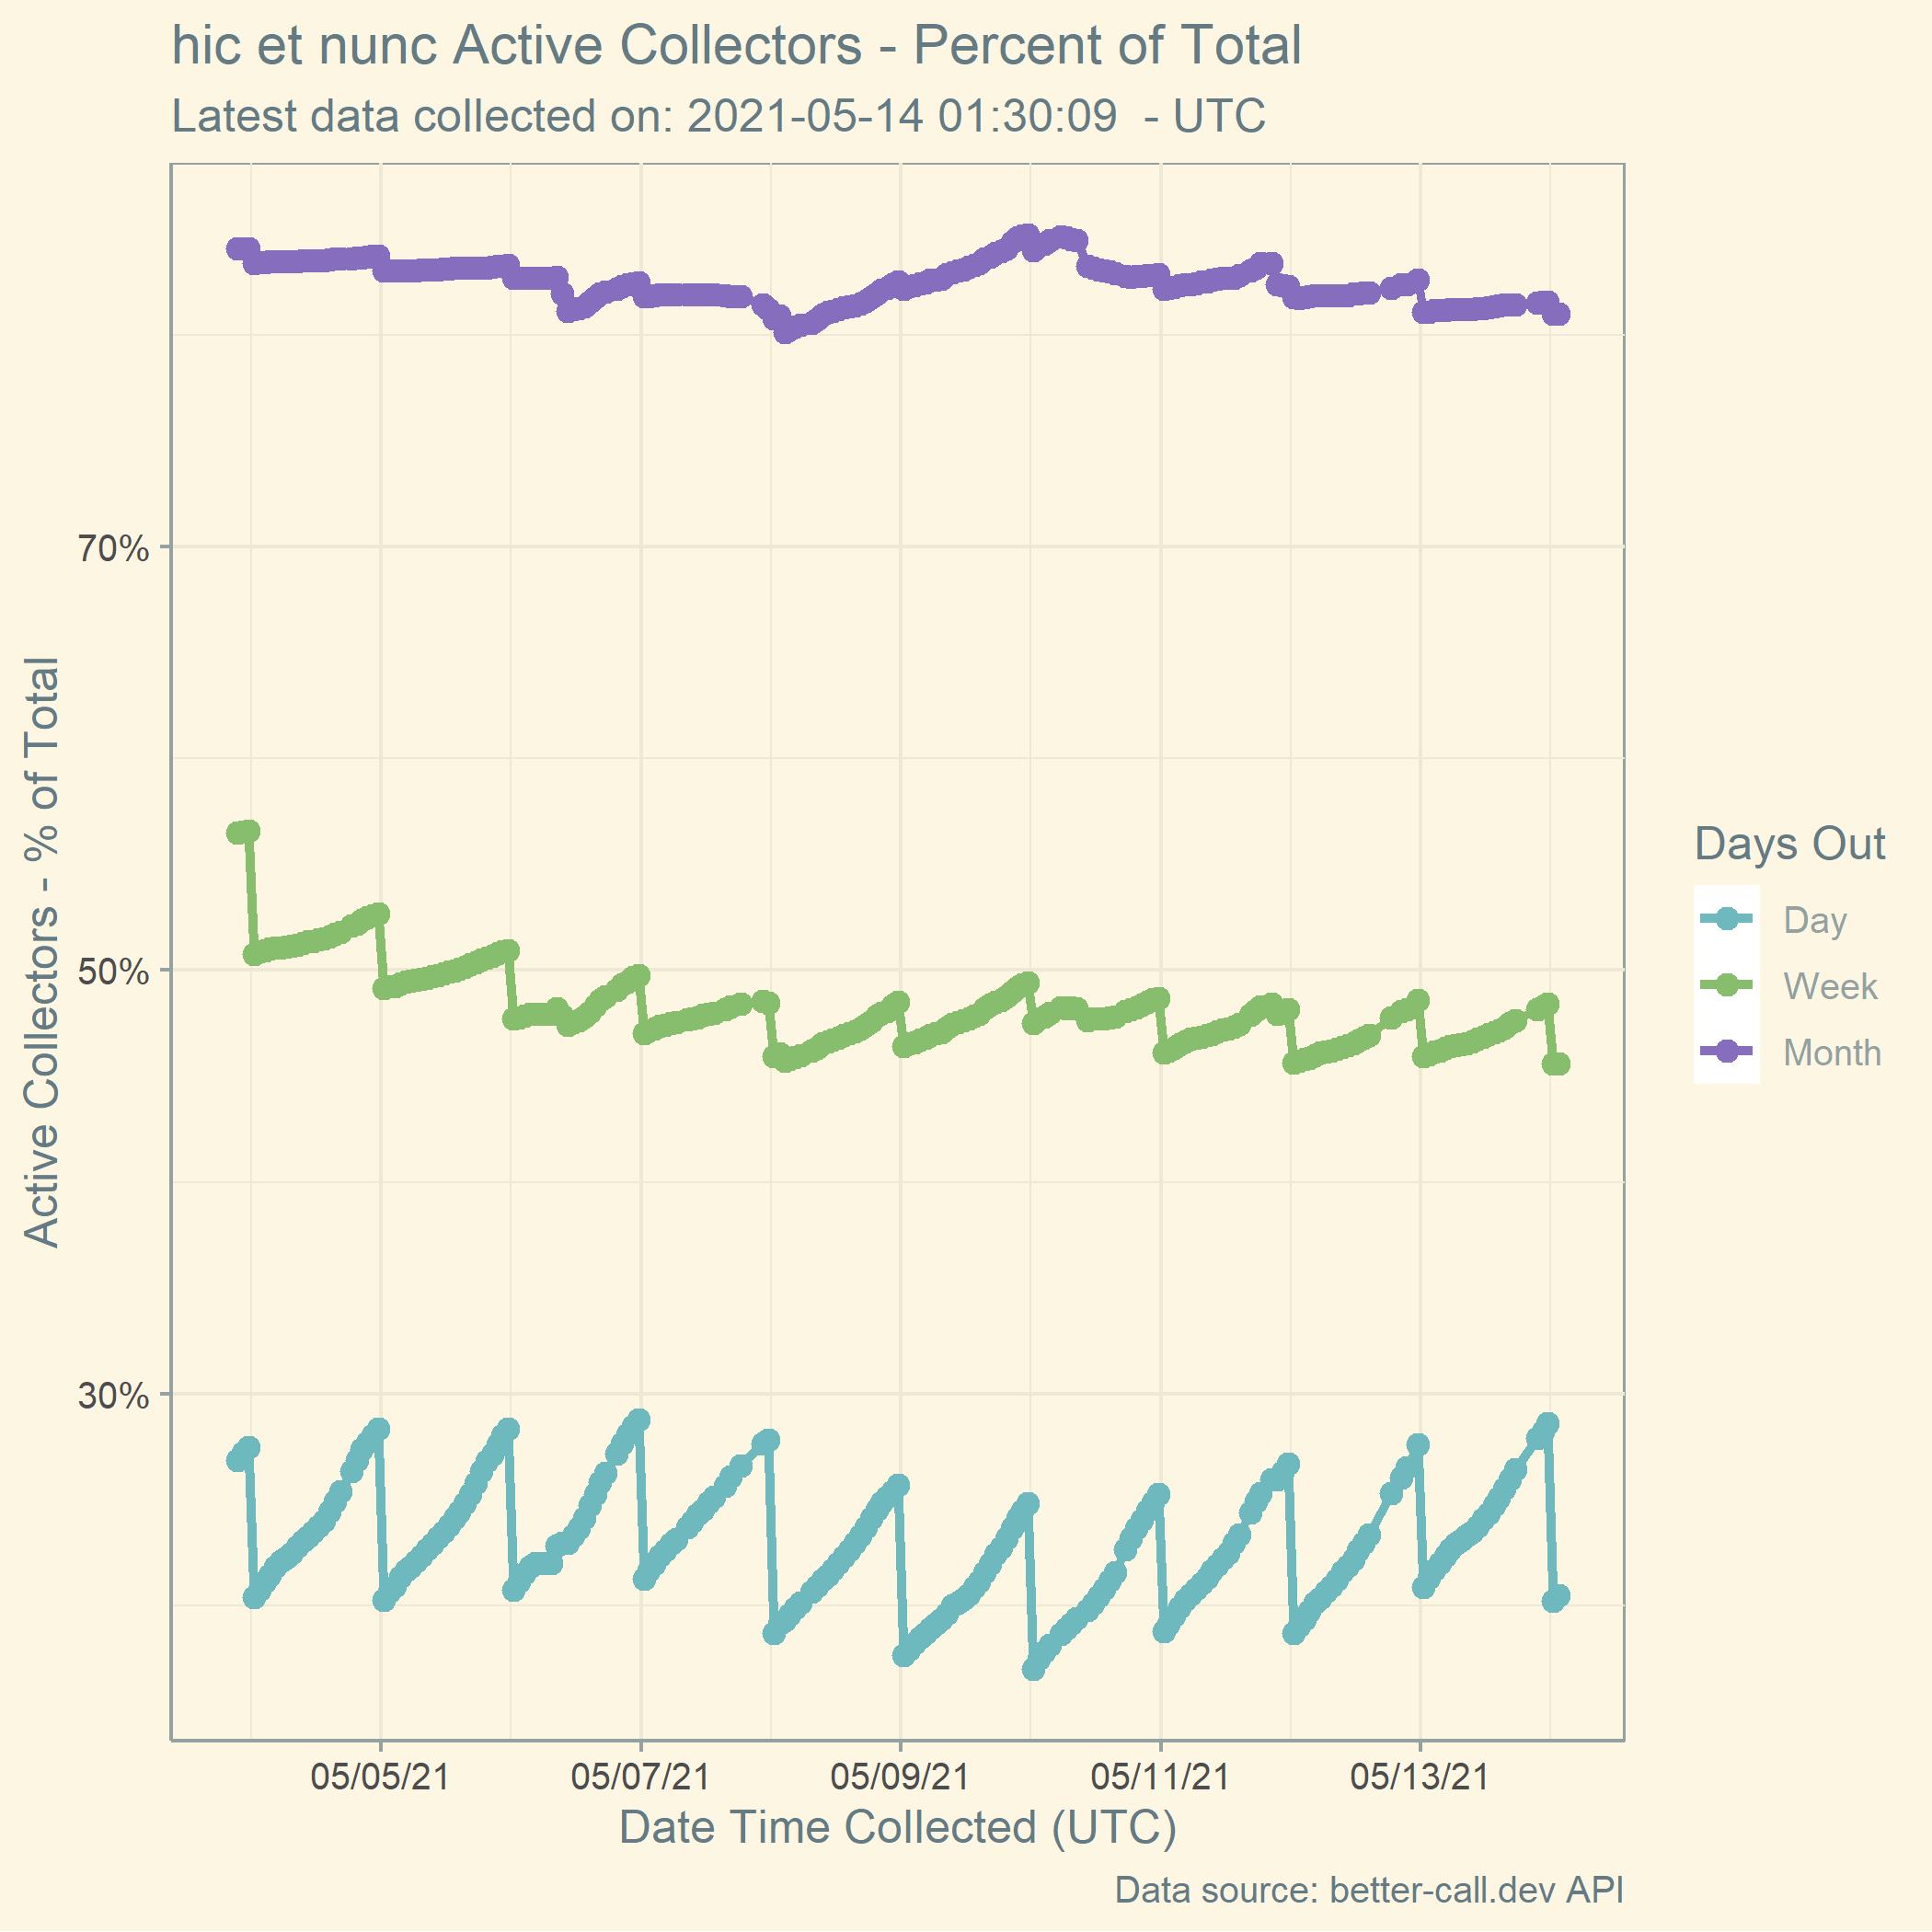 hic et nunc Active Collectors - Percent of Total
Latest data collected on: 2021-05-14 01:30:09  - UTC
Active Collectors - % of Total
70%
50%
30%
Days Out
Day
Week
Month
05/05/21
05/07/21
05/09/21
05/11/21
05/13/21
Date Time Collected (UTC)
Data source: better-call.dev API